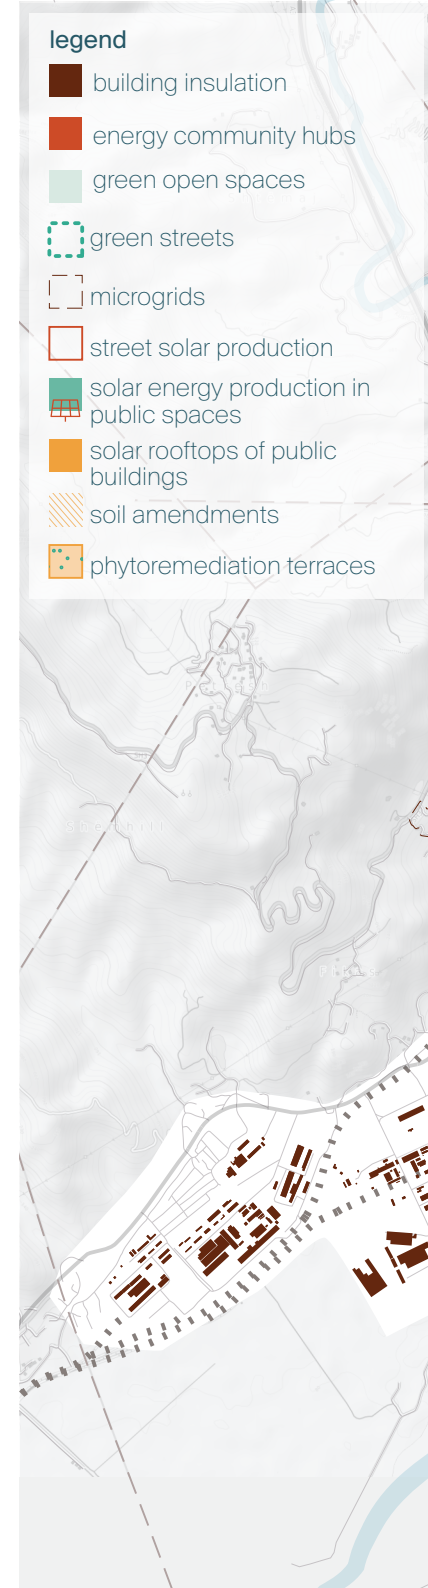 legend
building insulation
energy community hubs
green open spaces
green streets
microgrids
street solar production
solar energy production in
public spaces
solar rooftops of public
buildings
soil amendments
phytoremediation terraces